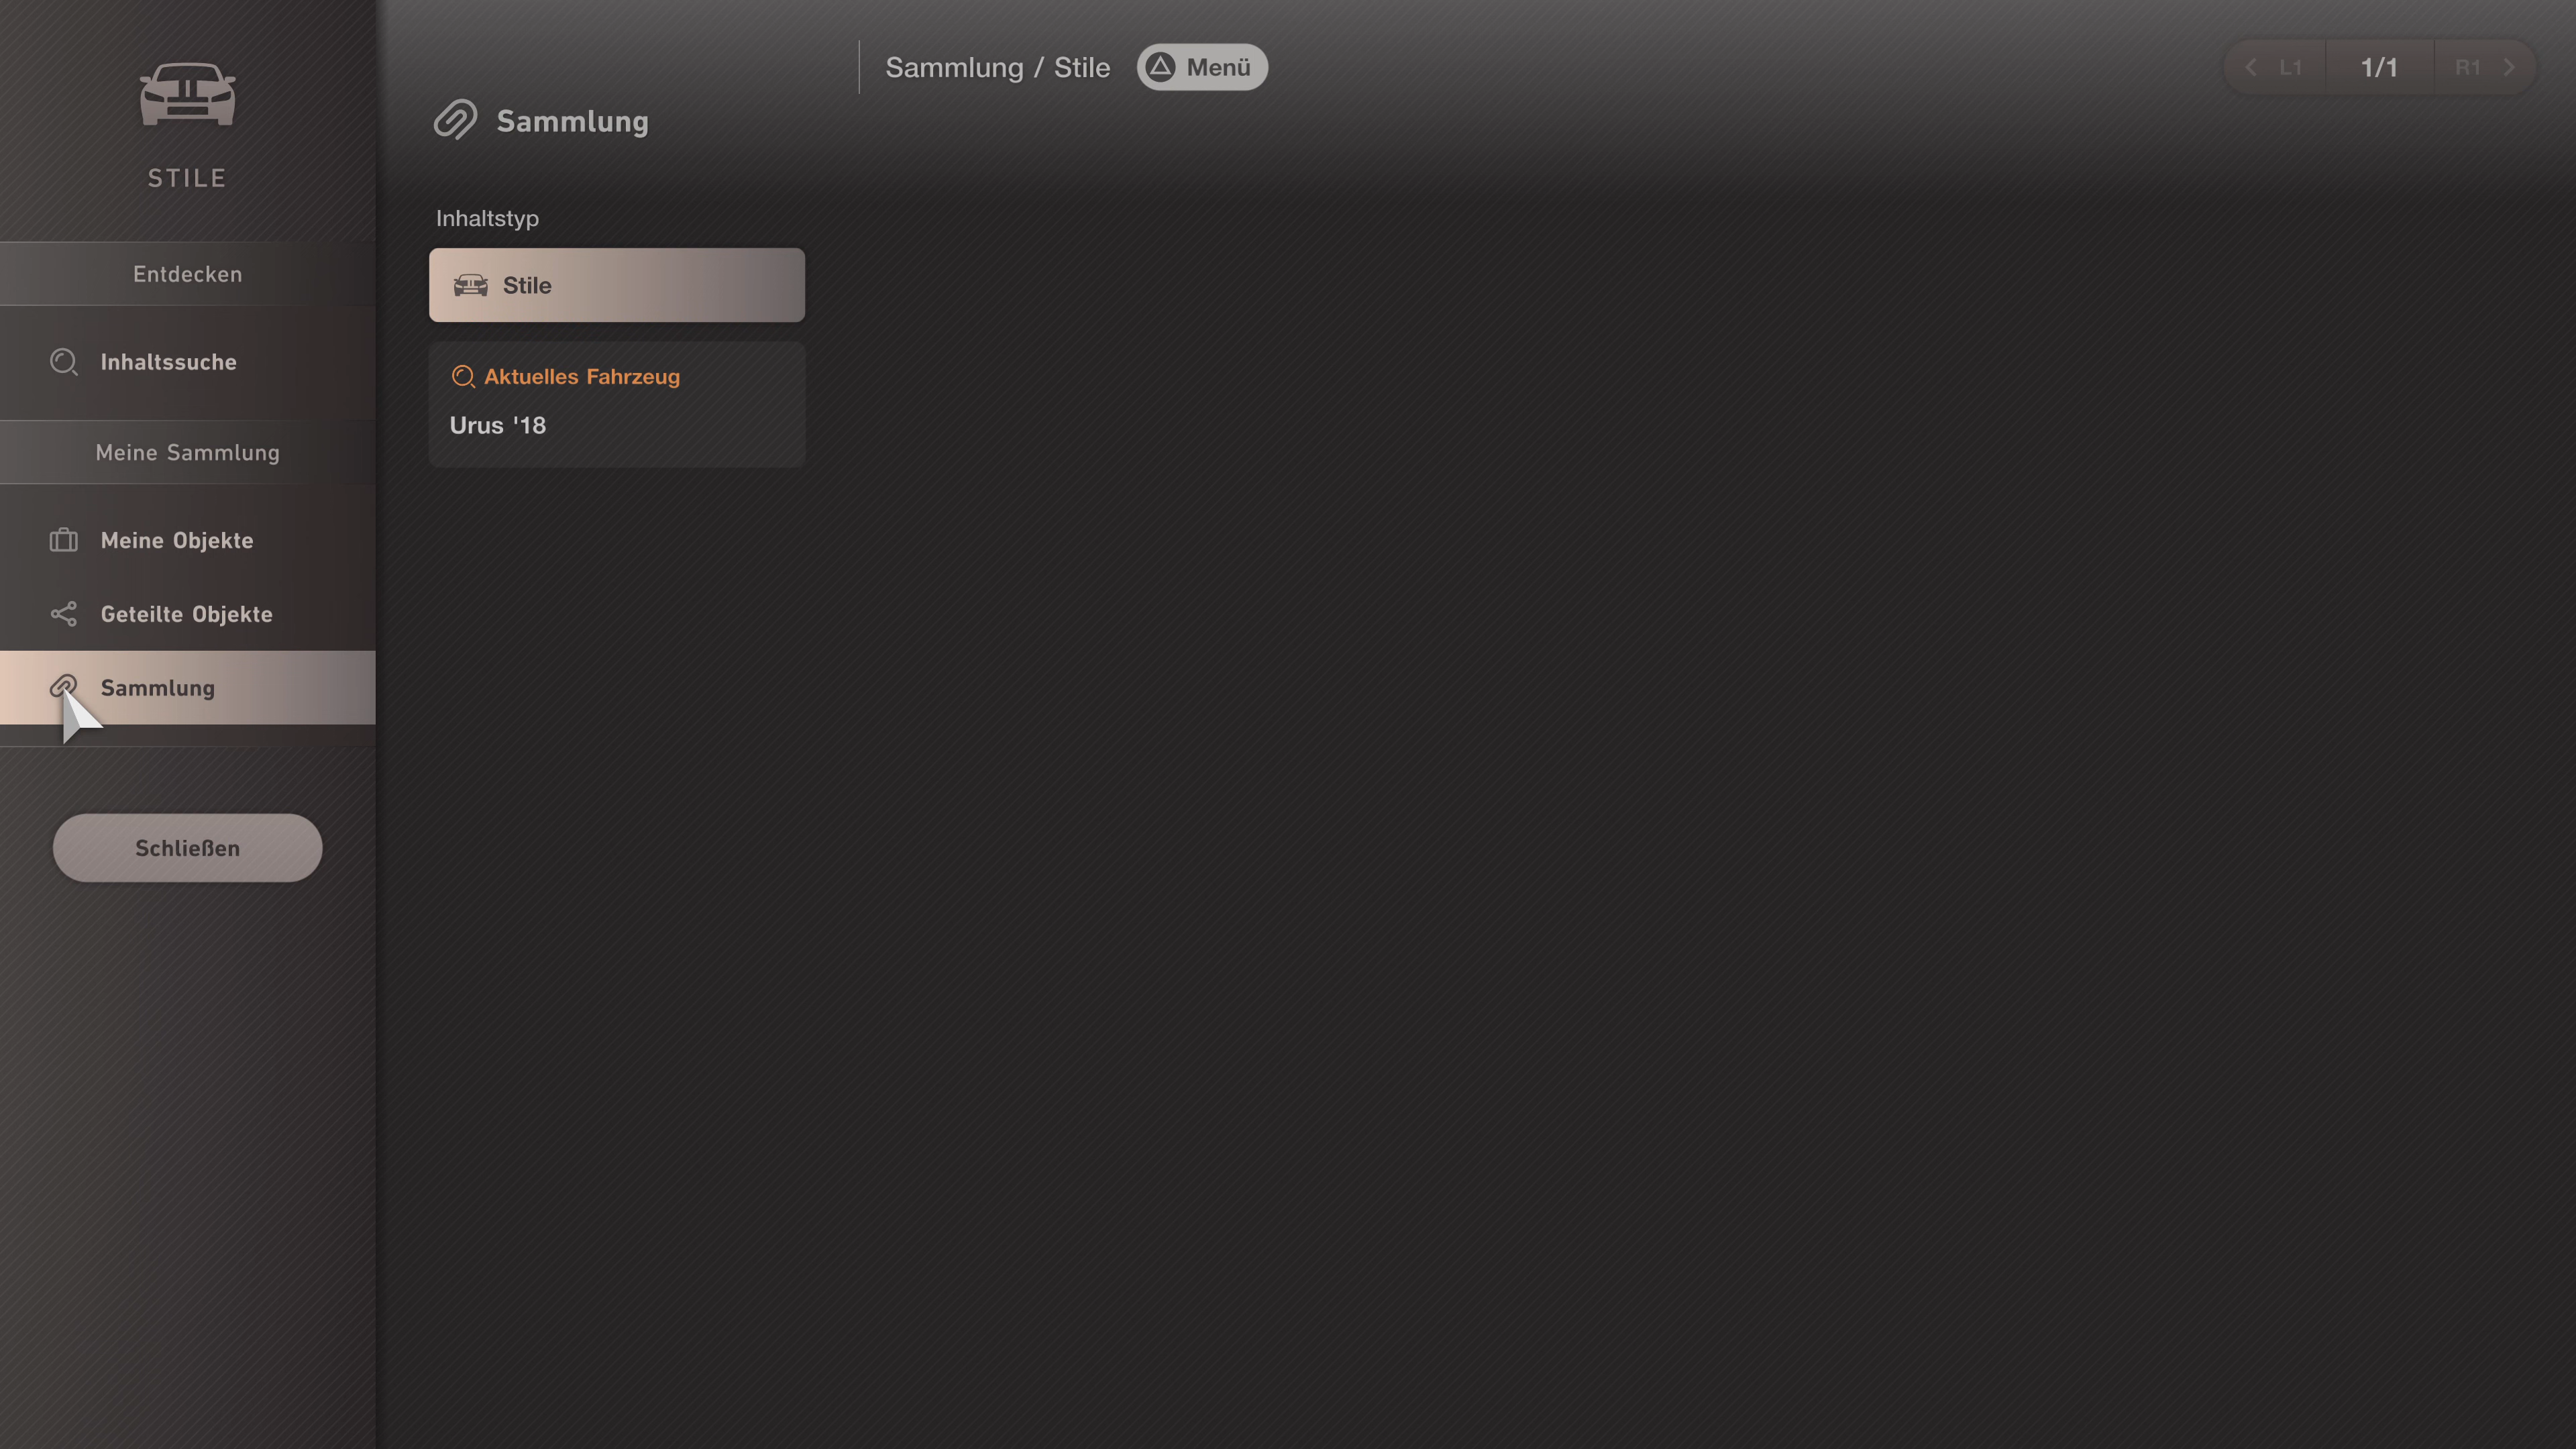 STILE
Entdecken
Inhaltssuche
Meine Sammlung
Meine Objekte
Geteilte Objekte
Sammlung
Schließen
Sammlung / Stile
Menü
L1
1/1
R1
Sammlung
Inhaltstyp
Stile
Aktuelles Fahrzeug
Urus '18